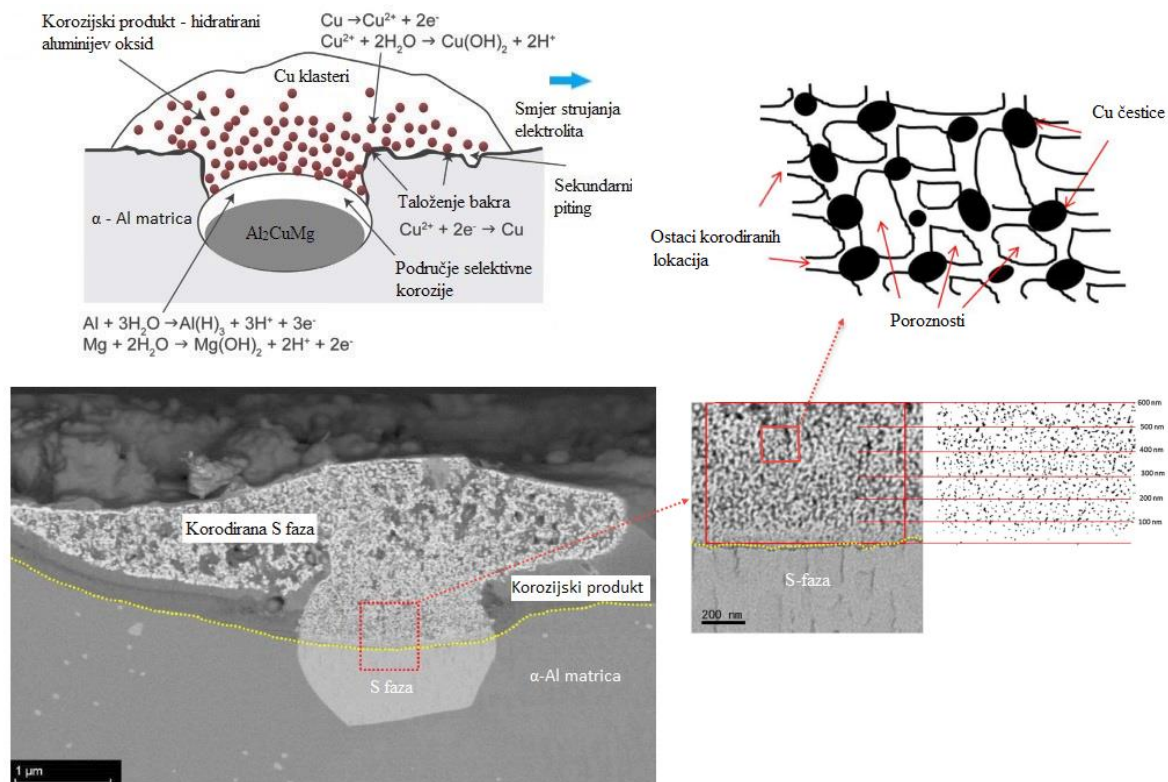 Korozijski produkt - hidratirani
aluminijev oksid
Cu →Cu²⁺ + 2e⁻
Cu²⁺ + 2H₂O → Cu(OH)₂ + 2H⁺
Cu klasteri
Smjer strujanja
elektrolita
Sekundarni
piting
α - Al matrica
Al₂CuMg
Taloženje bakra
Cu²⁺ + 2e⁻ → Cu
Područje selektivne
korozije
Al + 3H₂O →Al(H)₃ + 3H⁺ + 3e⁻
Mg + 2H₂O → Mg(OH)₂ + 2H⁺ + 2e⁻
Cu čestice
Ostaci korodiranih
lokacija
Poroznosti
Korodirana S faza
Korozijski produkt
S faza
α-Al matrica
1 µm
600 nm
500 nm
400 nm
300 nm
200 nm
100 nm
S-faza
200 nm